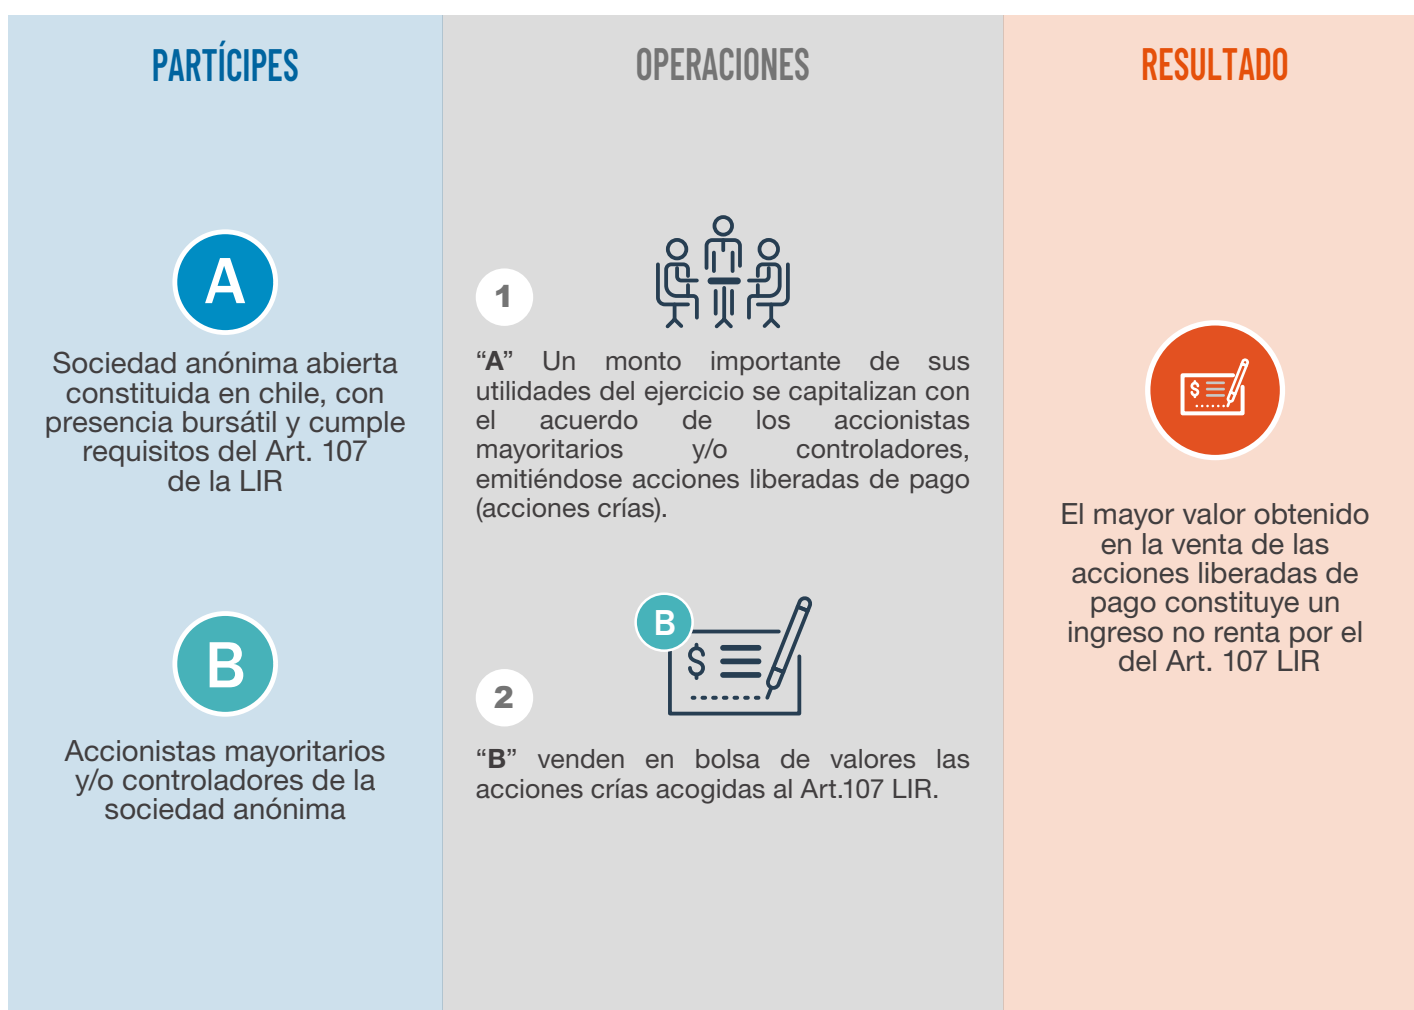 PARTÍCIPES
A
Sociedad anónima abierta
constituida en chile, con
presencia bursátil y cumple
requisitos del Art. 107
de la LIR
B
Accionistas mayoritarios
y/o controladores de la
sociedad anónima
OPERACIONES
1
“A” Un monto importante de sus
utilidades del ejercicio se capitalizan con
el acuerdo de los accionistas
mayoritarios y/o controladores,
emitiéndose acciones liberadas de pago
(acciones crías).
B
$
2
“B” venden en bolsa de valores las
acciones crías acogidas al Art.107 LIR.
RESULTADO
$
El mayor valor obtenido
en la venta de las
acciones liberadas de
pago constituye un
ingreso no renta por el
del Art. 107 LIR